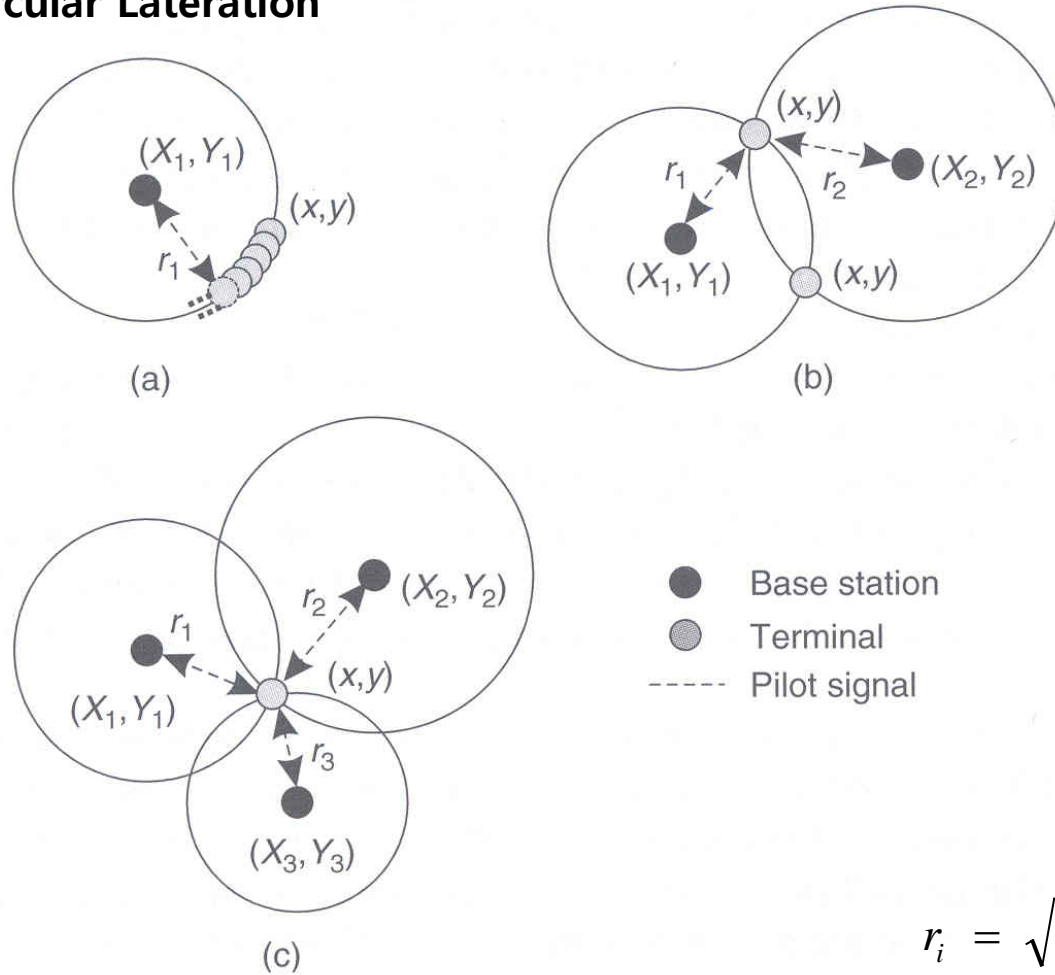 cular Lateration
(X₁, Y₁)
(x,y)
r₁
(a)
(x,y)
r₁
r₂
(X₂, Y₂)
(X₁, Y₁)
(x,y)
(b)
r₁
r₂
(X₂, Y₂)
(x,y)
(X₁, Y₁)
r₃
(X₃, Y₃)
(c)
Base station
Terminal
Pilot signal
rᵢ = √